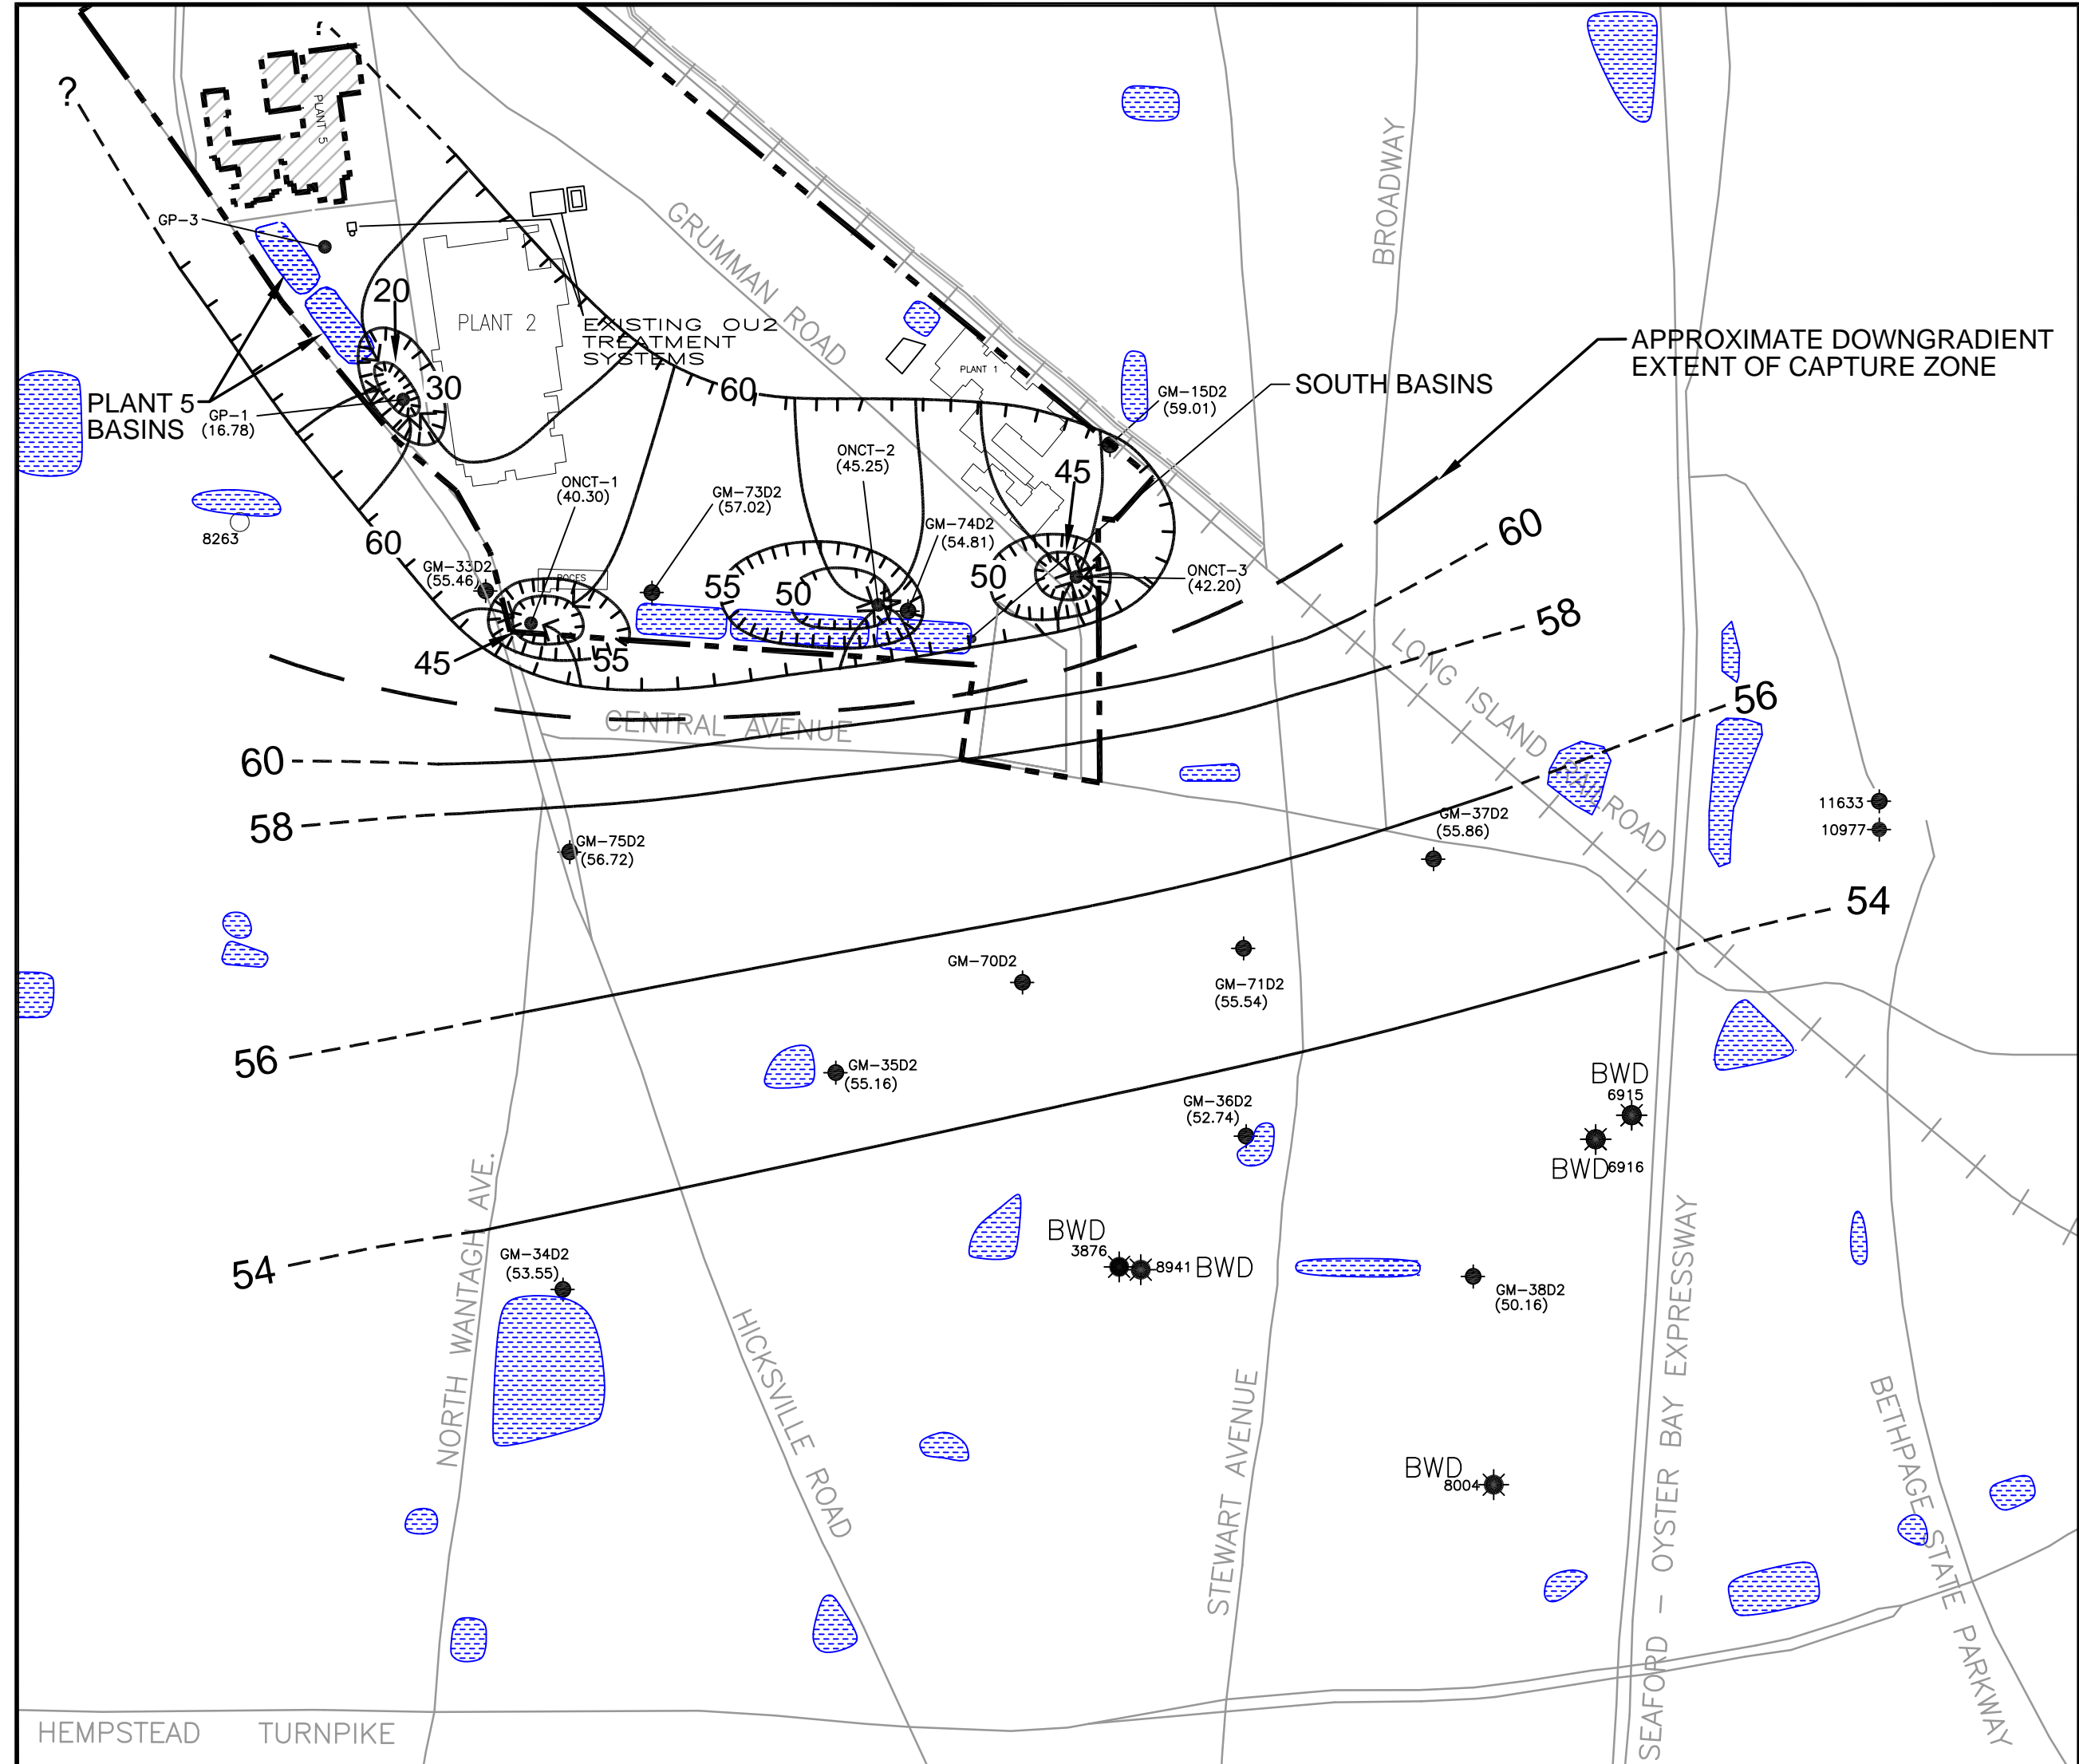 ?
?
PLANT 5
GP-3
GRUMMAN ROAD
BROADWAY
20
PLANT 2
EXISTING OU2
TREATMENT
SYSTEMS
APPROXIMATE DOWNGRADIENT
EXTENT OF CAPTURE ZONE
PLANT 1
SOUTH BASINS
30
60
GM-15D2
(59.01)
PLANT 5
BASINS
GP-1
(16.78)
ONCT-2
(45.25)
45
ONCT-1
(40.30)
GM-73D2
(57.02)
GM-74D2
(54.81)
60
8263
60
GM-33D2
(55.46)
BOCES
55
50
50
ONCT-3
(42.20)
58
45
55
LONG ISLAND RAILROAD
56
CENTRAL AVENUE
60
58
GM-75D2
(56.72)
GM-37D2
(55.86)
11633
10977
54
GM-70D2
GM-71D2
(55.54)
56
GM-35D2
(55.16)
GM-36D2
(52.74)
BWD
6915
BWD
6916
NORTH WANTAGH AVE.
54
GM-34D2
(53.55)
BWD
3876
8941
BWD
GM-38D2
(50.16)
HICKSVILLE ROAD
STEWART AVENUE
SEAFORD - OYSTER BAY EXPRESSWAY
BETHPAGE STATE PARKWAY
BWD
8004
HEMPSTEAD TURNPIKE